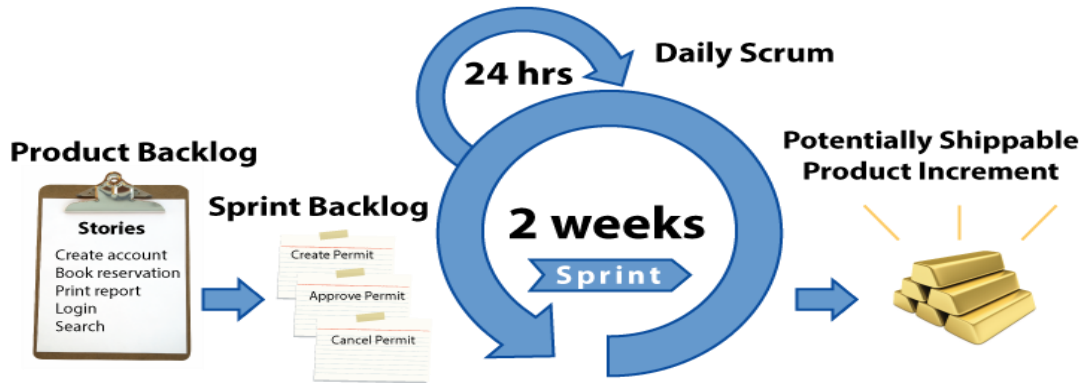 Product Backlog
Stories
Create account
Book reservation
Print report
Login
Search
Sprint Backlog
Create Permit
Approve Permit
Cancel Permit
24 hrs
Daily Scrum
2 weeks
Sprint
Potentially Shippable
Product Increment